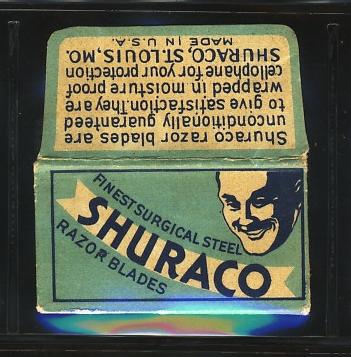 Shuraco razor blades are
unconditionally guaranteed
to give satisfaction. They are
wrapped in moisture proof
cellophane for your protection
SHURACO, ST. LOUIS, MO.
MADE IN U.S.A.
FINEST SURGICAL STEEL
SHURACO
RAZOR BLADES